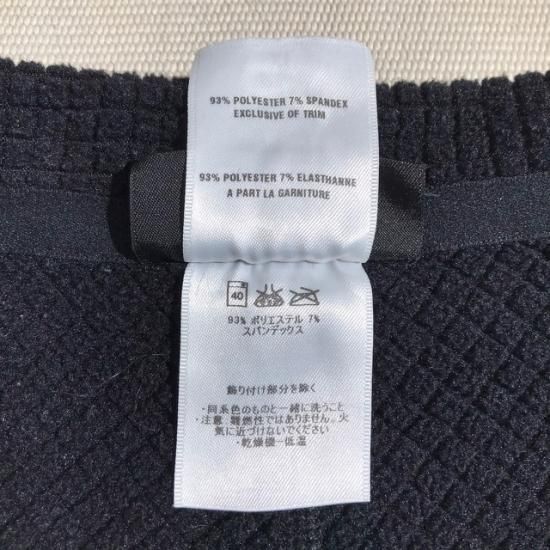 93% POLYESTER 7% SPANDEX
EXCLUSIVE OF TRIM
93% POLYESTER 7% ELASTHANNE
A PART LA GARNITURE
40
93% ポリエステル 7%
スパンデックス
飾り付け部分を除く
・同系色のものと一緒に洗うこと
・注意:難燃性ではありません。火
気に近づけないでください
・乾燥機ー低温